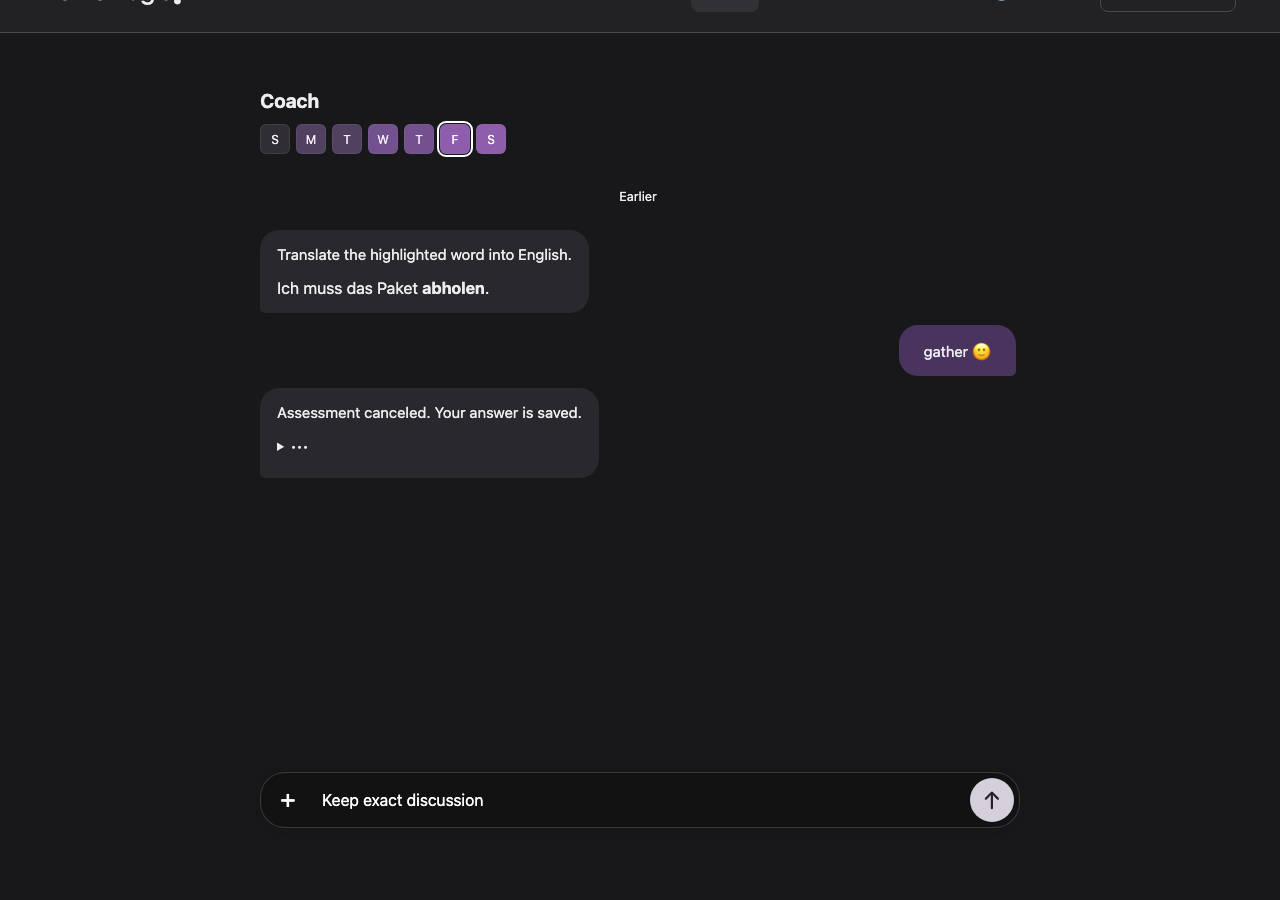 Coach
S M T W T F S
Earlier
Translate the highlighted word into English.
Ich muss das Paket abholen.
gather 🙂
Assessment canceled. Your answer is saved.
▶ •••
+ Keep exact discussion